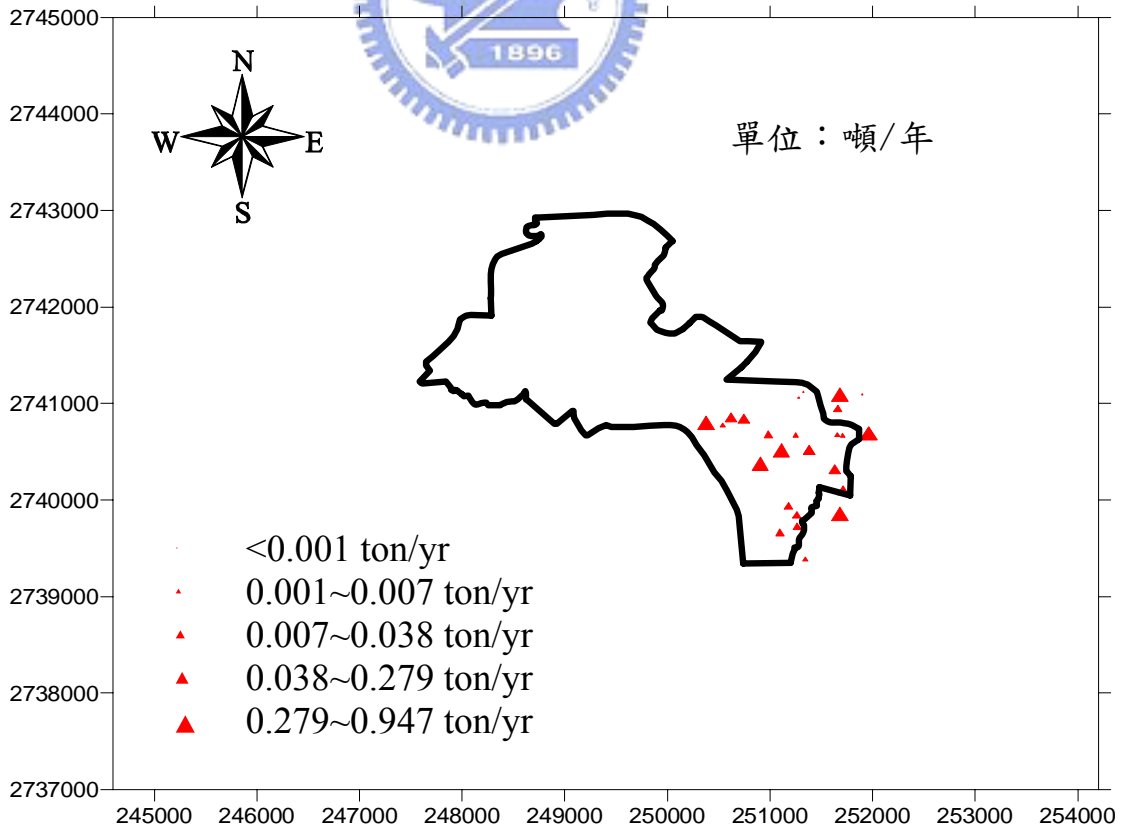 1896
2745000
2744000
2743000
2742000
2741000
2740000
2739000
2738000
2737000
N
W E
S
單位：噸/年
<0.001 ton/yr
0.001~0.007 ton/yr
0.007~0.038 ton/yr
0.038~0.279 ton/yr
0.279~0.947 ton/yr
245000 246000 247000 248000 249000 250000 251000 252000 253000 254000